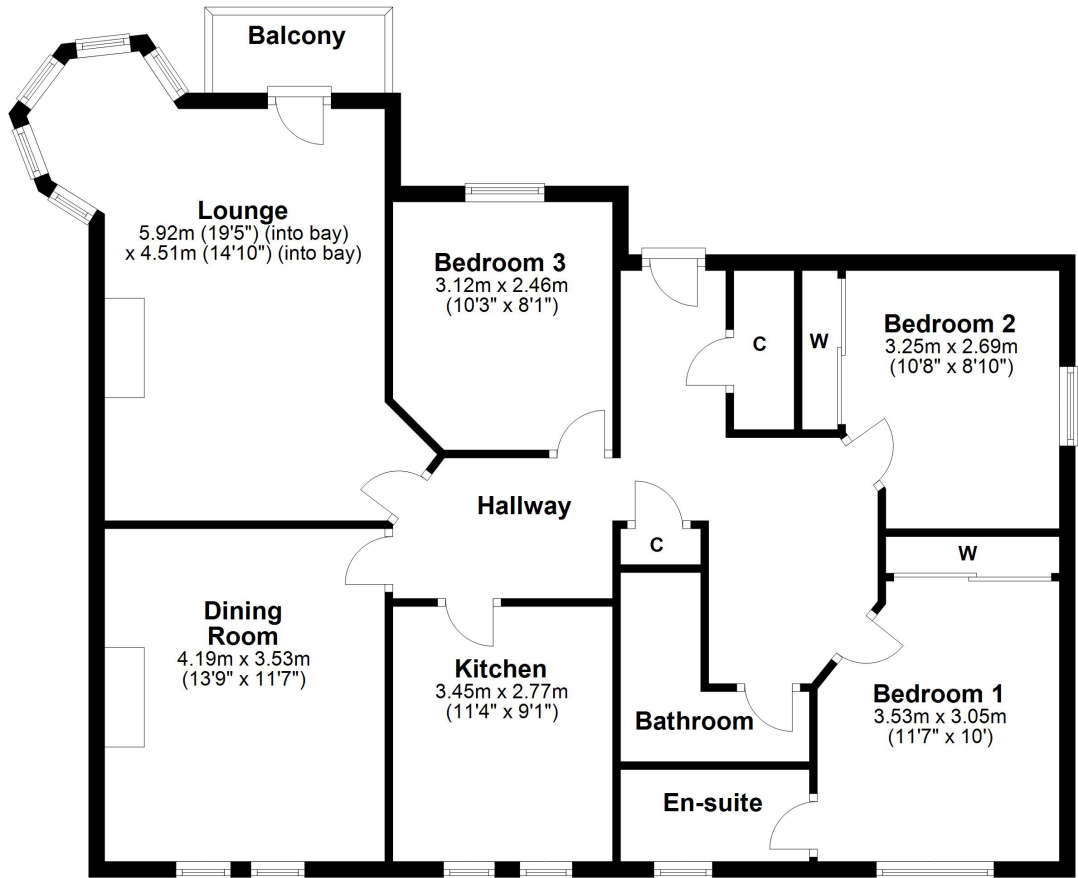 Balcony
Lounge
5.92m (19'5") (into bay)
x 4.51m (14'10") (into bay)
Bedroom 3
3.12m x 2.46m
(10'3" x 8'1")
C
W
Bedroom 2
3.25m x 2.69m
(10'8" x 8'10")
Hallway
C
W
Dining
Room
4.19m x 3.53m
(13'9" x 11'7")
Kitchen
3.45m x 2.77m
(11'4" x 9'1")
Bathroom
Bedroom 1
3.53m x 3.05m
(11'7" x 10')
En-suite